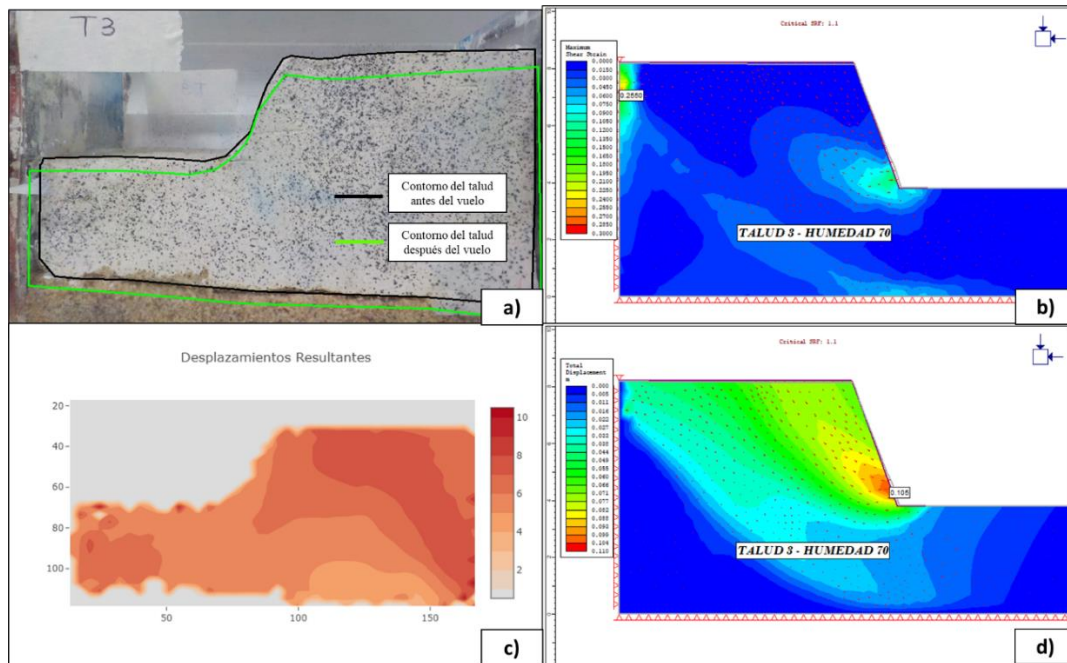 T3
Contorno del talud
antes del vuelo
Contorno del talud
después del vuelo
a)
Critical SRF: 1.1
Maximum
Shear Strain
0.0000
0.0150
0.0300
0.0450
0.0600
0.0750
0.0900
0.1050
0.1200
0.1350
0.1500
0.1650
0.1800
0.1950
0.2100
0.2250
0.2400
0.2550
0.2700
0.2850
0.3000
TALUD 3 - HUMEDAD 70
b)
Desplazamientos Resultantes
20
40
60
80
100
50
100
150
10
8
6
4
2
c)
Critical SRF: 1.1
Total
Displacement
m
0.000
0.005
0.011
0.016
0.022
0.027
0.033
0.038
0.044
0.049
0.055
0.060
0.066
0.071
0.077
0.082
0.088
0.093
0.099
0.104
0.110
0.105
TALUD 3 - HUMEDAD 70
d)